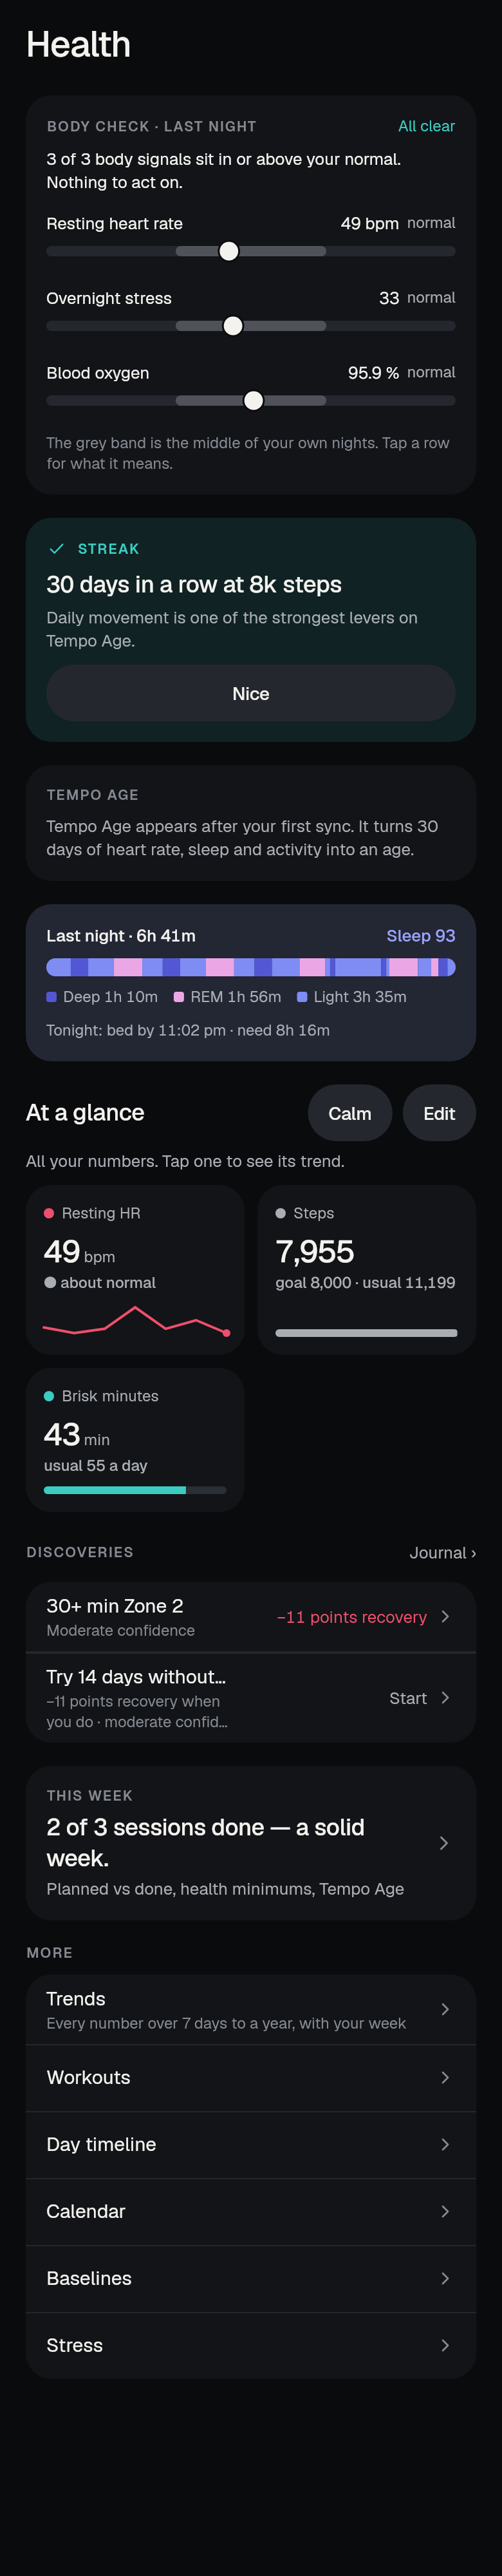 Health
BODY CHECK · LAST NIGHT
All clear
3 of 3 body signals sit in or above your normal.
Nothing to act on.
Resting heart rate
49 bpm normal
Overnight stress
33 normal
Blood oxygen
95.9 % normal
The grey band is the middle of your own nights. Tap a row
for what it means.
STREAK
30 days in a row at 8k steps
Daily movement is one of the strongest levers on
Tempo Age.
Nice
TEMPO AGE
Tempo Age appears after your first sync. It turns 30
days of heart rate, sleep and activity into an age.
Last night · 6h 41m
Sleep 93
Deep 1h 10m
REM 1h 56m
Light 3h 35m
Tonight: bed by 11:02 pm · need 8h 16m
At a glance
Calm
Edit
All your numbers. Tap one to see its trend.
Resting HR
49 bpm
about normal
Steps
7,955
goal 8,000 · usual 11,199
Brisk minutes
43 min
usual 55 a day
DISCOVERIES
Journal ›
30+ min Zone 2
Moderate confidence
−11 points recovery
Try 14 days without...
−11 points recovery when
you do · moderate confid...
Start
THIS WEEK
2 of 3 sessions done — a solid
week.
Planned vs done, health minimums, Tempo Age
MORE
Trends
Every number over 7 days to a year, with your week
Workouts
Day timeline
Calendar
Baselines
Stress